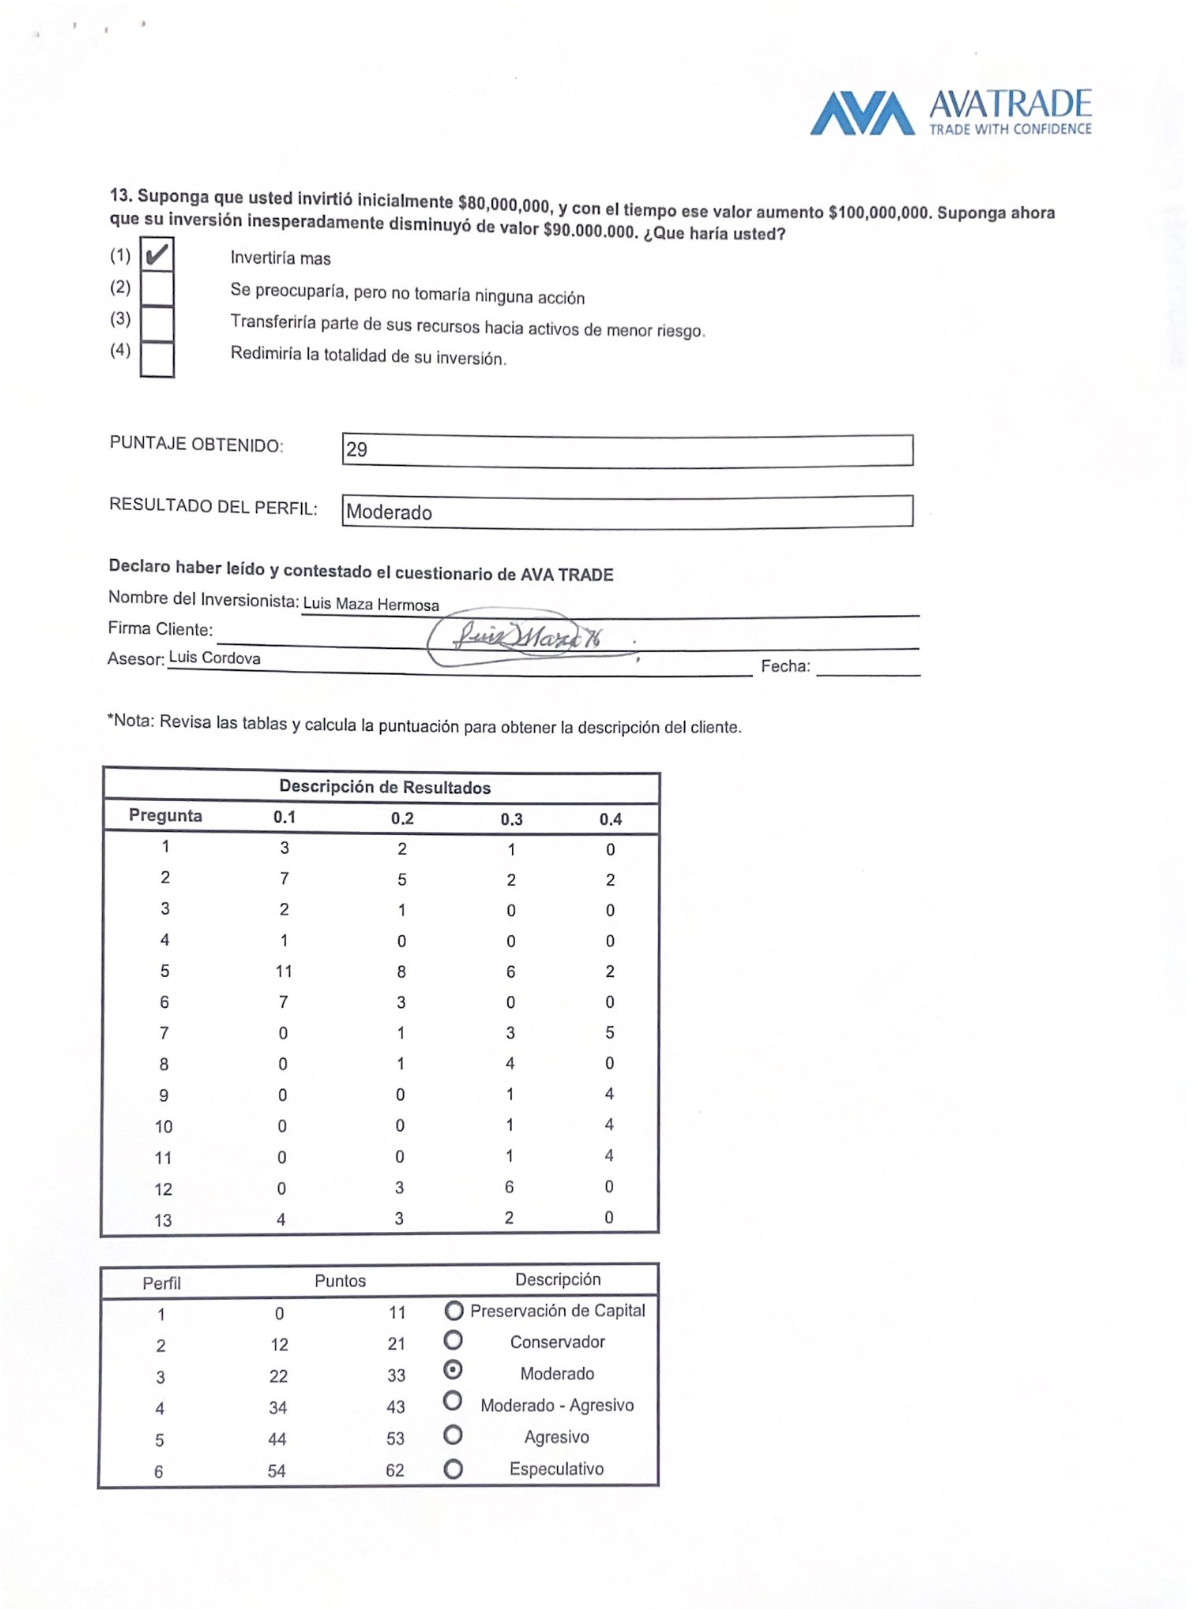 AVA AVATRADE
TRADE WITH CONFIDENCE
13. Suponga que usted invirtió inicialmente $80,000,000, y con el tiempo ese valor aumento $100,000,000. Suponga ahora
que su inversión inesperadamente disminuyó de valor $90.000.000. ¿Que haría usted?
(1) ✔ Invertiría mas
(2) Se preocuparía, pero no tomaría ninguna acción
(3) Transferiría parte de sus recursos hacia activos de menor riesgo.
(4) Redimiría la totalidad de su inversión.
PUNTAJE OBTENIDO: 29
RESULTADO DEL PERFIL: Moderado
Declaro haber leído y contestado el cuestionario de AVA TRADE
Nombre del Inversionista: Luis Maza Hermosa
Firma Cliente: Luis Maza H
Asesor: Luis Cordova Fecha:
*Nota: Revisa las tablas y calcula la puntuación para obtener la descripción del cliente.
Descripción de Resultados
Pregunta 0.1 0.2 0.3 0.4
1 3 2 1 0
2 7 5 2 2
3 2 1 0 0
4 1 0 0 0
5 11 8 6 2
6 7 3 0 0
7 0 1 3 5
8 0 1 4 0
9 0 0 1 4
10 0 0 1 4
11 0 0 1 4
12 0 3 6 0
13 4 3 2 0
Perfil Puntos Descripción
1 0 11 Preservación de Capital
2 12 21 Conservador
3 22 33 Moderado
4 34 43 Moderado - Agresivo
5 44 53 Agresivo
6 54 62 Especulativo